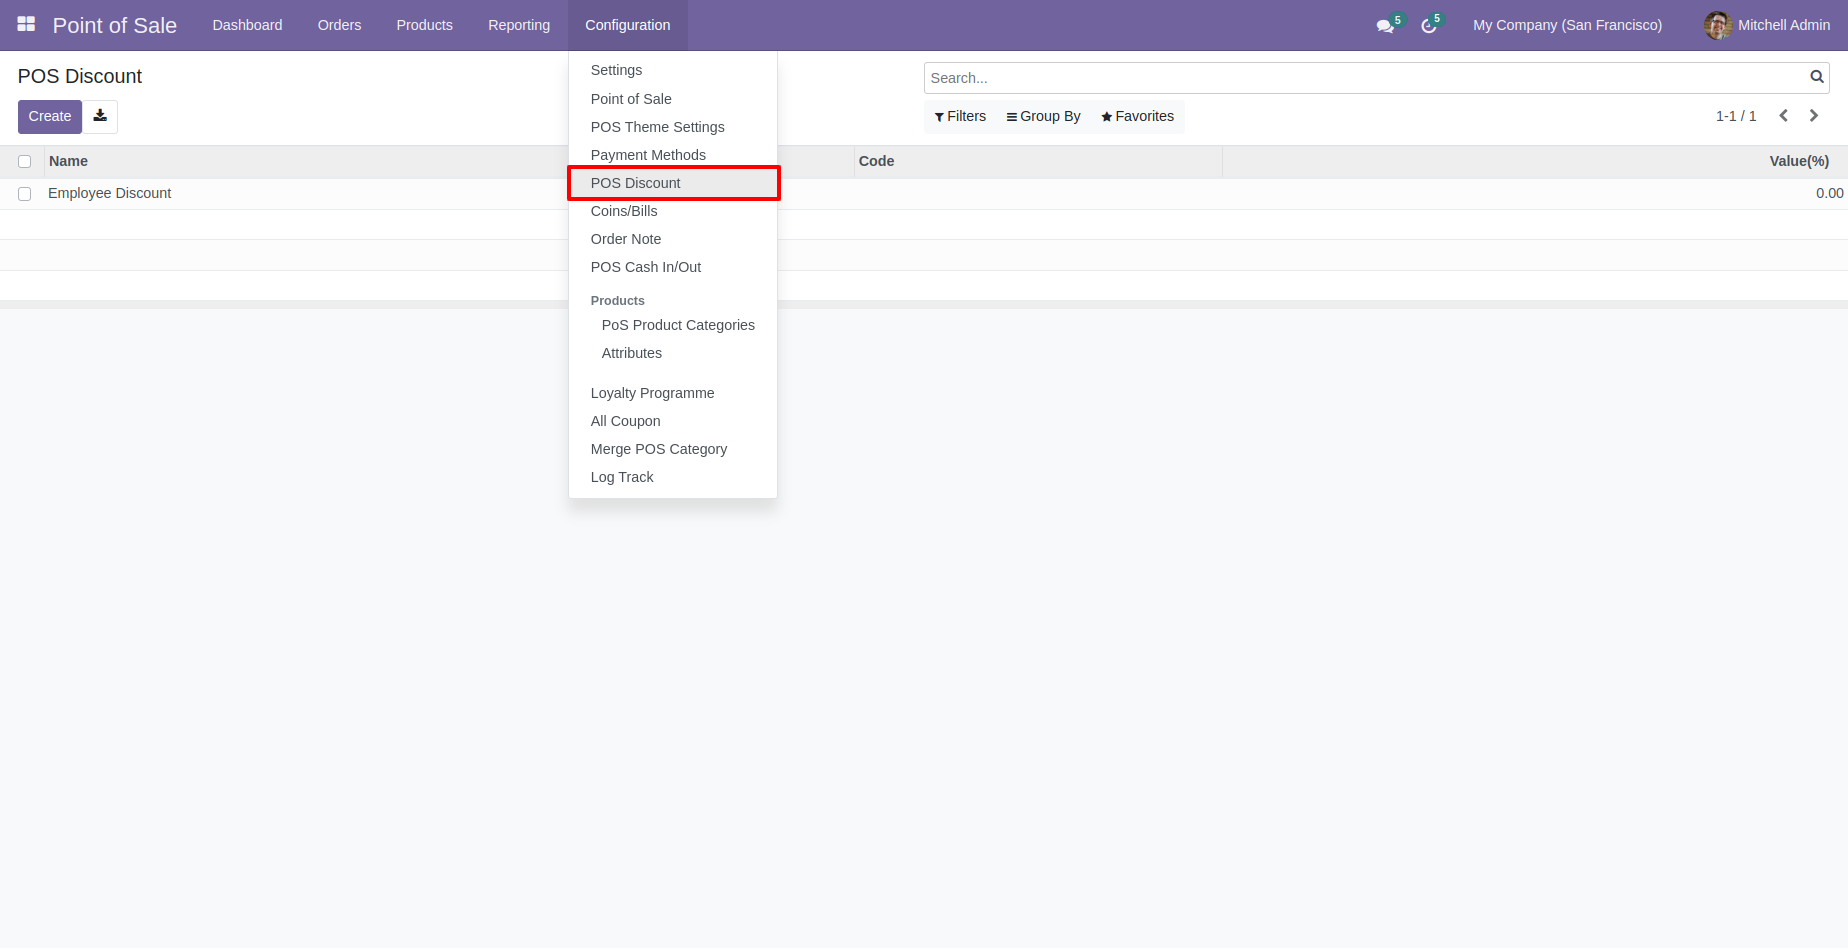 Point of Sale Dashboard Orders Products Reporting Configuration 5 5 My Company (San Francisco) Mitchell Admin
POS Discount
Search...
Create
Filters Group By Favorites 1-1 / 1
Name Code Value(%)
Employee Discount 0.00
Settings
Point of Sale
POS Theme Settings
Payment Methods
POS Discount
Coins/Bills
Order Note
POS Cash In/Out
Products
PoS Product Categories
Attributes
Loyalty Programme
All Coupon
Merge POS Category
Log Track